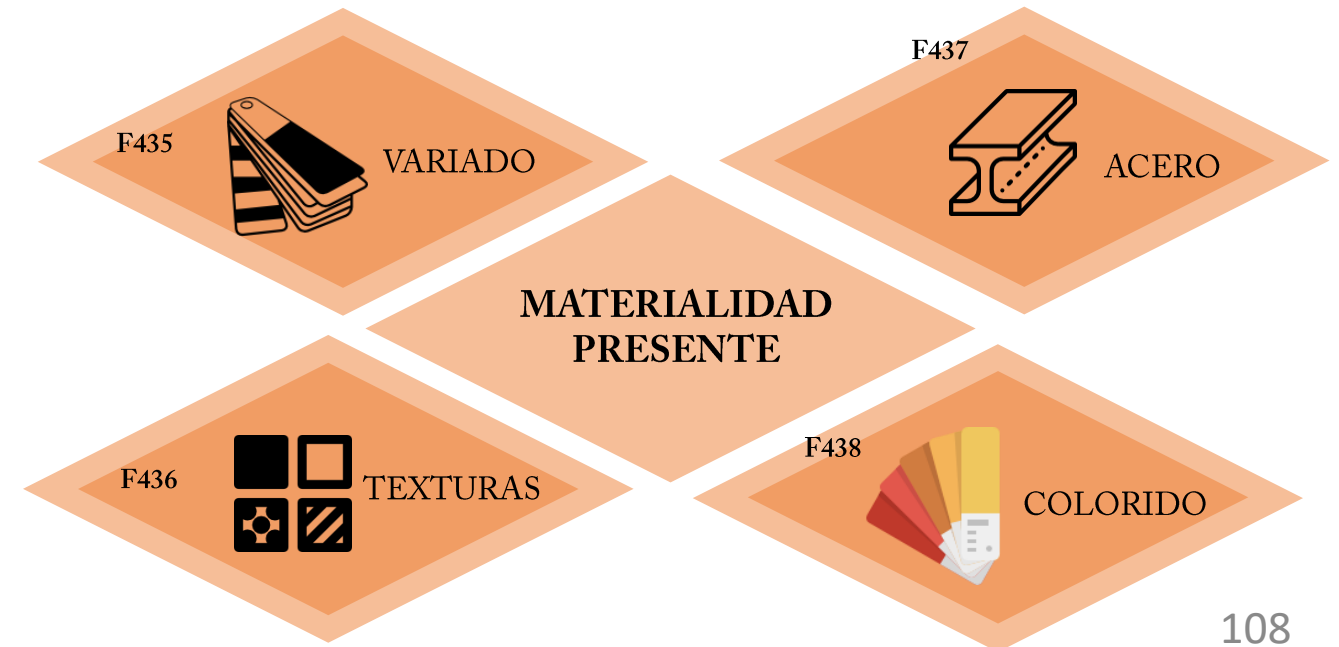 F435
VARIADO
F437
ACERO
MATERIALIDAD
PRESENTE
F436
TEXTURAS
F438
COLORIDO
108